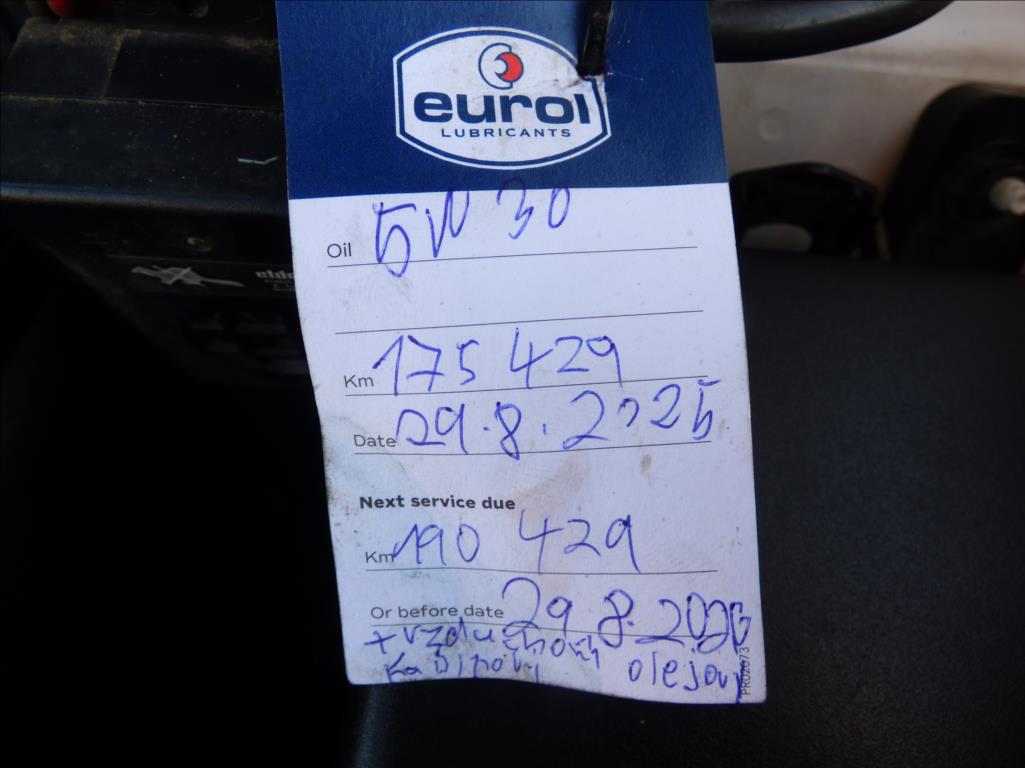 eurol
LUBRICANTS
Oil 5W 30
Km 175 429
Date 29.8.2025
Next service due
Km 190 429
Or before date 29.8.2026
+ vzduchový
kabinový olejový
PR02673